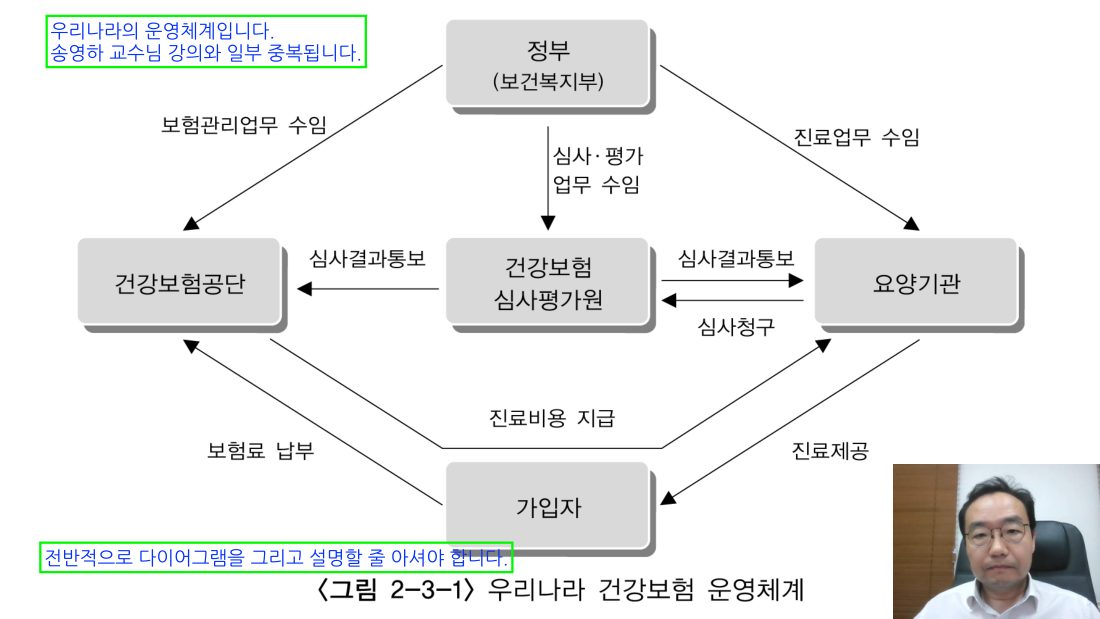 우리나라의 운영체계입니다.
송영하 교수님 강의와 일부 중복됩니다.
정부
(보건복지부)
보험관리업무 수임
심사·평가
업무 수임
진료업무 수임
건강보험공단
심사결과통보
건강보험
심사평가원
심사결과통보
심사청구
요양기관
진료비용 지급
보험료 납부
진료제공
가입자
전반적으로 다이어그램을 그리고 설명할 줄 아셔야 합니다.
<그림 2-3-1> 우리나라 건강보험 운영체계